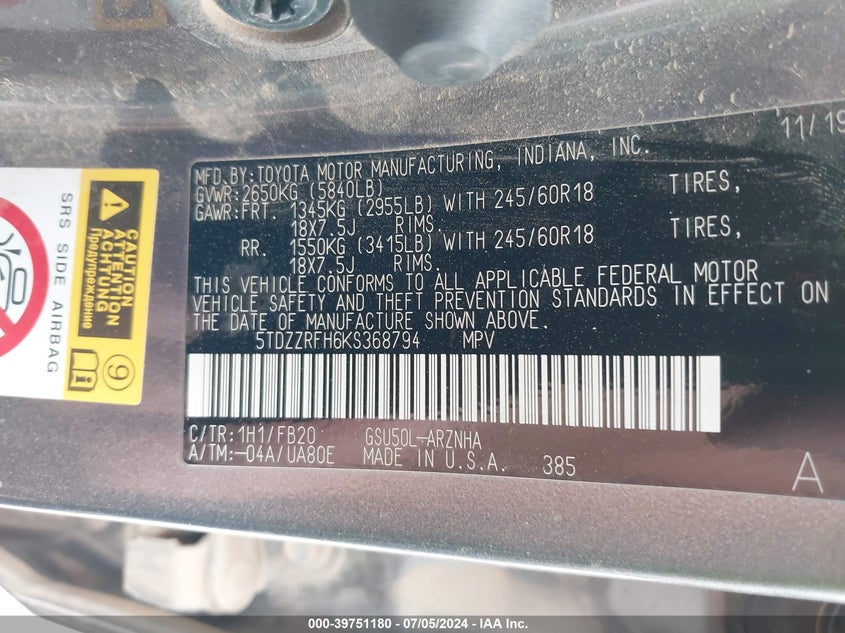 11/19
MFD.BY:TOYOTA MOTOR MANUFACTURING, INDIANA, INC.
GVWR:2650KG (5840LB)
GAWR:FRT. 1345KG (2955LB) WITH 245/60R18 TIRES,
18X7.5J RIMS.
RR. 1550KG (3415LB) WITH 245/60R18 TIRES,
18X7.5J RIMS.
THIS VEHICLE CONFORMS TO ALL APPLICABLE FEDERAL MOTOR
VEHICLE SAFETY AND THEFT PREVENTION STANDARDS IN EFFECT ON
THE DATE OF MANUFACTURE SHOWN ABOVE.
5TDZZRFH6KS368794 MPV
C/TR:1H1/FB20 GSU50L-ARZNHA
A/TM:-04A/UA80E MADE IN U.S.A. 385
A
SRS SIDE AIRBAG
CAUTION
ATTENTION
ACHTUNG
Предупреждение
9
000-39751180 - 07/05/2024 - IAA Inc.